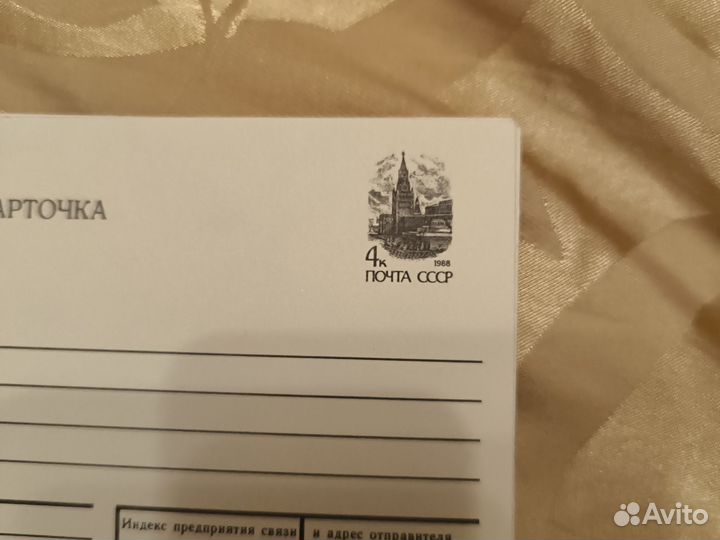 АРТОЧКА
4к 1988
ПОЧТА СССР
Индекс предприятия связи и адрес отправителя
Avito